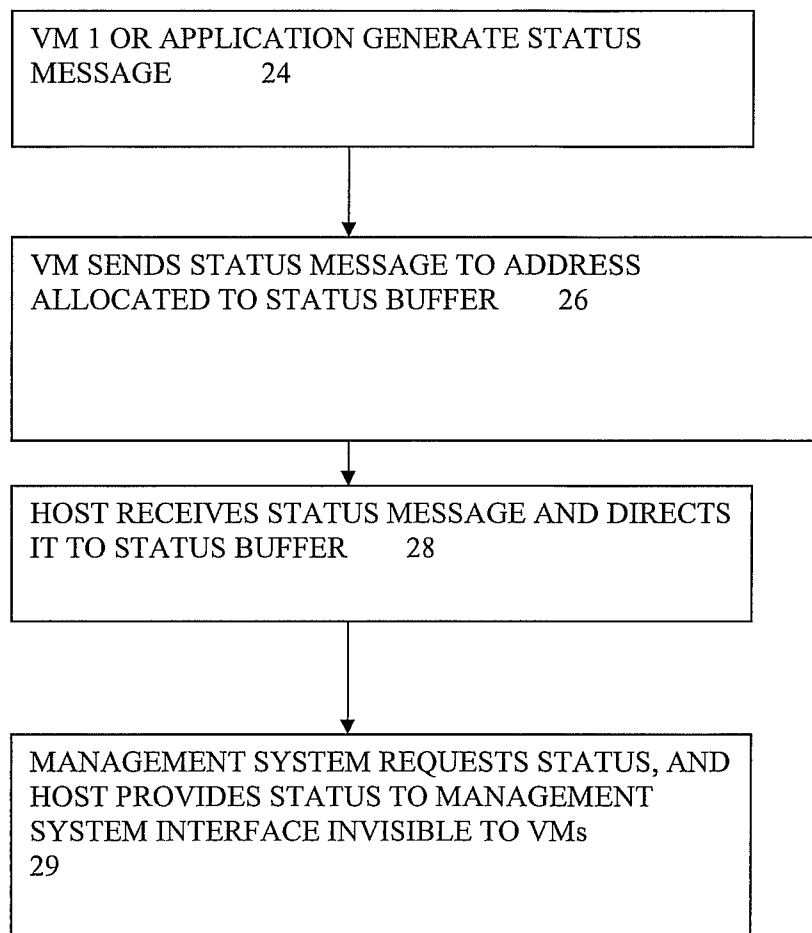 VM 1 OR APPLICATION GENERATE STATUS
MESSAGE 24
VM SENDS STATUS MESSAGE TO ADDRESS
ALLOCATED TO STATUS BUFFER 26
HOST RECEIVES STATUS MESSAGE AND DIRECTS
IT TO STATUS BUFFER 28
MANAGEMENT SYSTEM REQUESTS STATUS, AND
HOST PROVIDES STATUS TO MANAGEMENT
SYSTEM INTERFACE INVISIBLE TO VMs
29